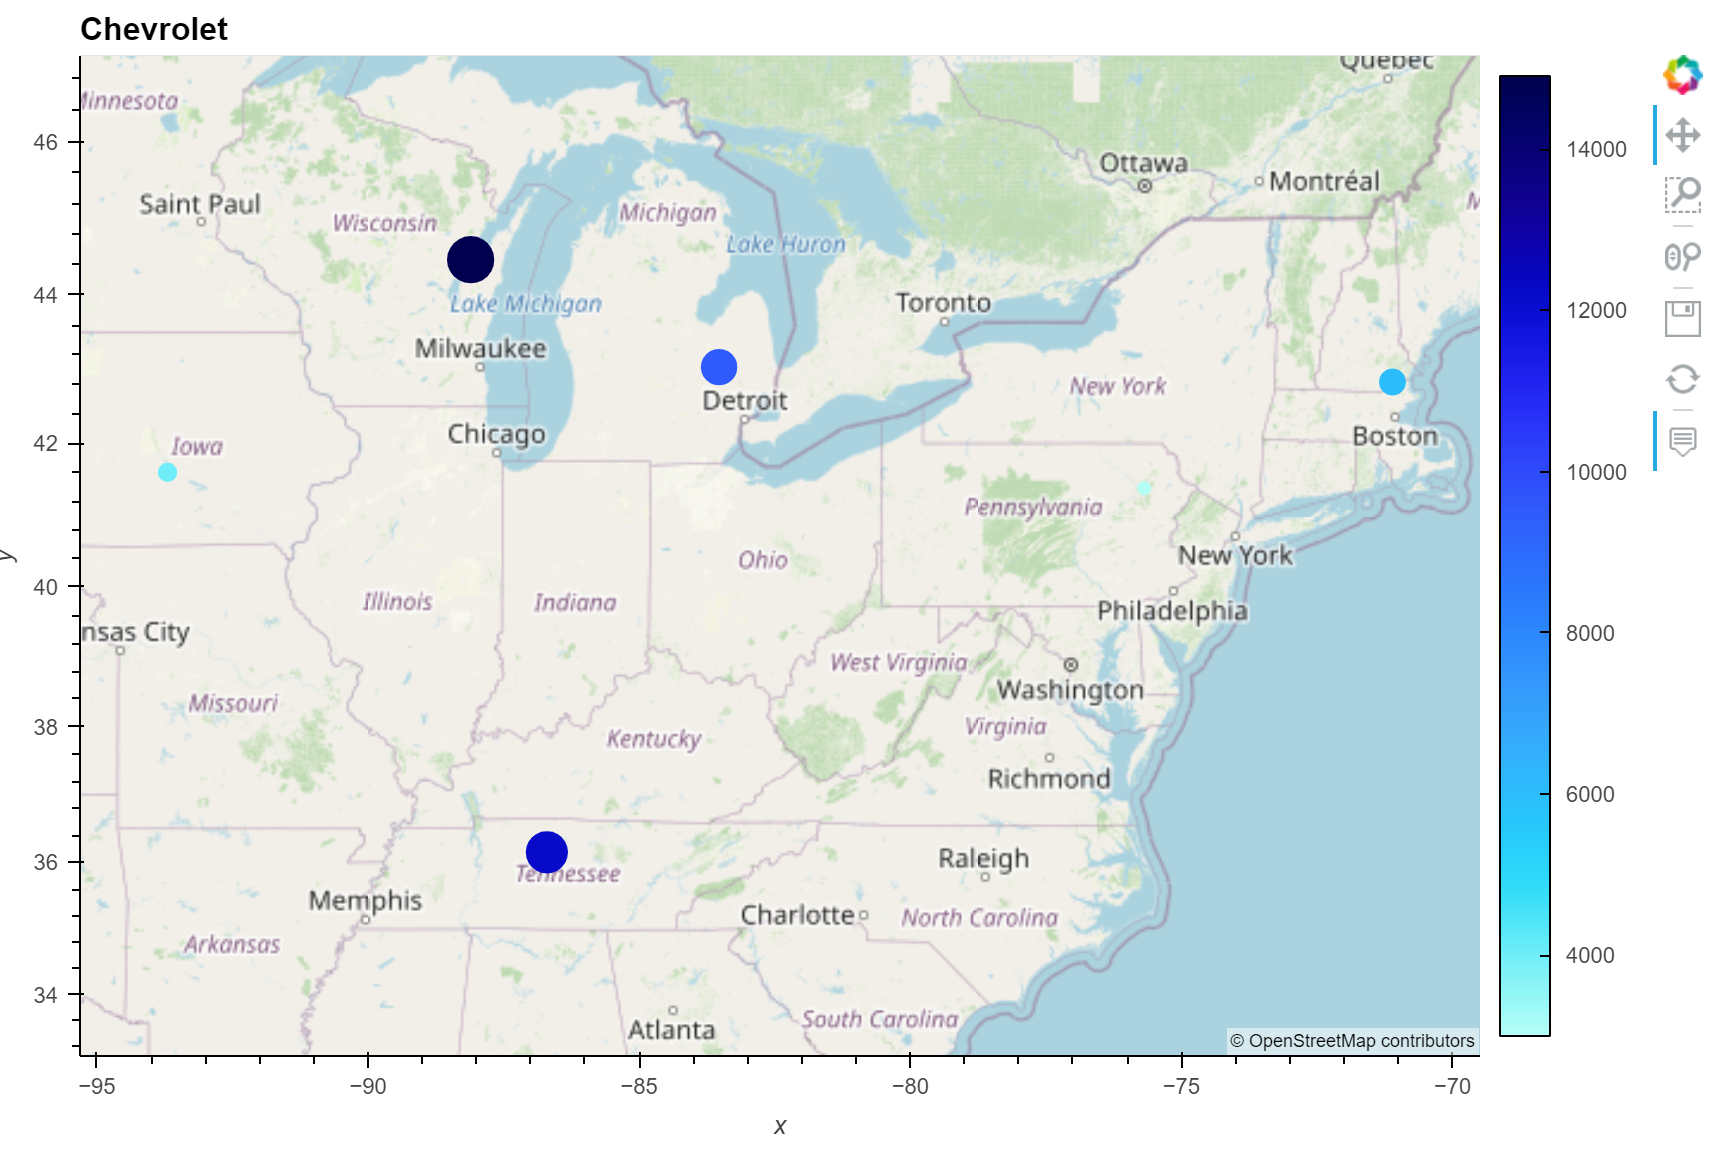 Chevrolet
Québec
Minnesota
Ottawa
Montréal
Saint Paul
Wisconsin
Michigan
Lake Huron
Lake Michigan
Toronto
Milwaukee
New York
Detroit
Chicago
Boston
Iowa
Pennsylvania
New York
Ohio
Illinois
Indiana
Philadelphia
nsas City
West Virginia
Washington
Missouri
Virginia
Kentucky
Richmond
Raleigh
Tennessee
Memphis
Charlotte
North Carolina
Arkansas
South Carolina
Atlanta
© OpenStreetMap contributors
46
44
42
40
38
36
34
y
−95
−90
−85
−80
−75
−70
x
14000
12000
10000
8000
6000
4000